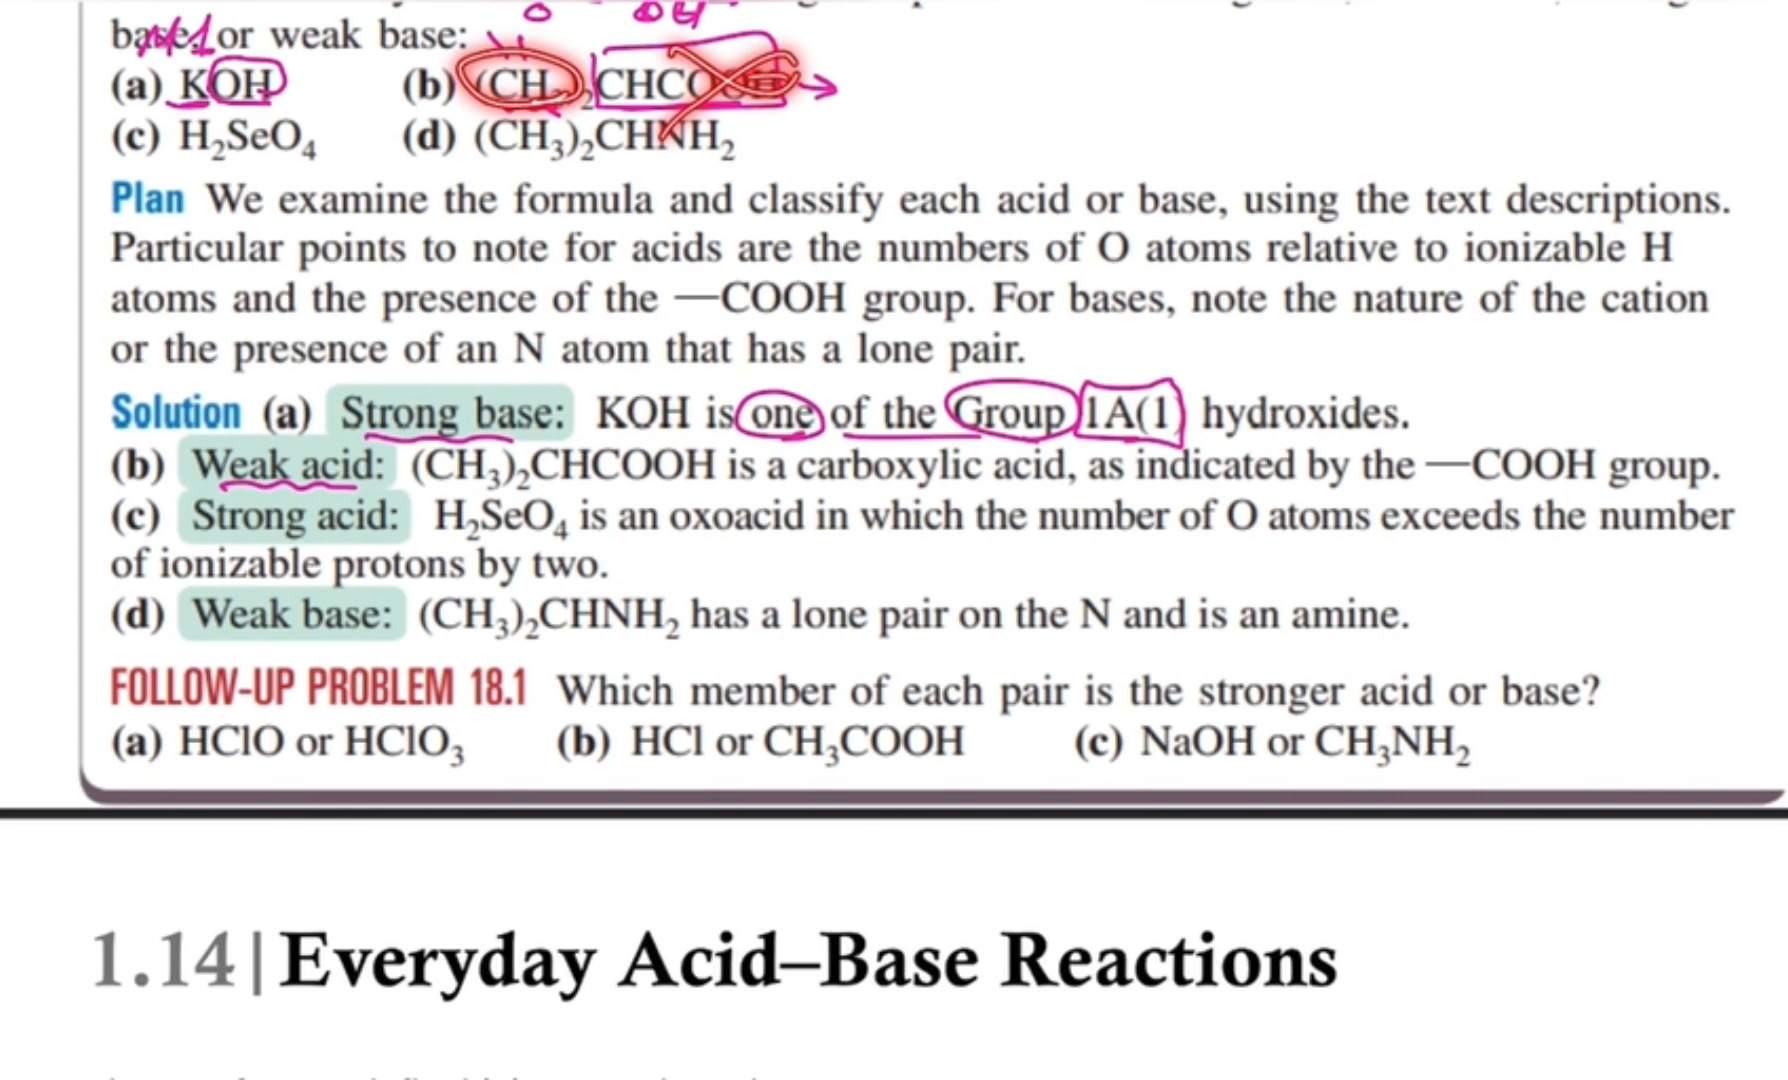 base, or weak base:
(a) KOH (b) (CH₃)₂CHCOOH
(c) H₂SeO₄ (d) (CH₃)₂CHNH₂
Plan We examine the formula and classify each acid or base, using the text descriptions.
Particular points to note for acids are the numbers of O atoms relative to ionizable H
atoms and the presence of the —COOH group. For bases, note the nature of the cation
or the presence of an N atom that has a lone pair.
Solution (a) Strong base: KOH is one of the Group 1A(1) hydroxides.
(b) Weak acid: (CH₃)₂CHCOOH is a carboxylic acid, as indicated by the —COOH group.
(c) Strong acid: H₂SeO₄ is an oxoacid in which the number of O atoms exceeds the number
of ionizable protons by two.
(d) Weak base: (CH₃)₂CHNH₂ has a lone pair on the N and is an amine.
FOLLOW-UP PROBLEM 18.1 Which member of each pair is the stronger acid or base?
(a) HClO or HClO₃ (b) HCl or CH₃COOH (c) NaOH or CH₃NH₂
1.14| Everyday Acid–Base Reactions